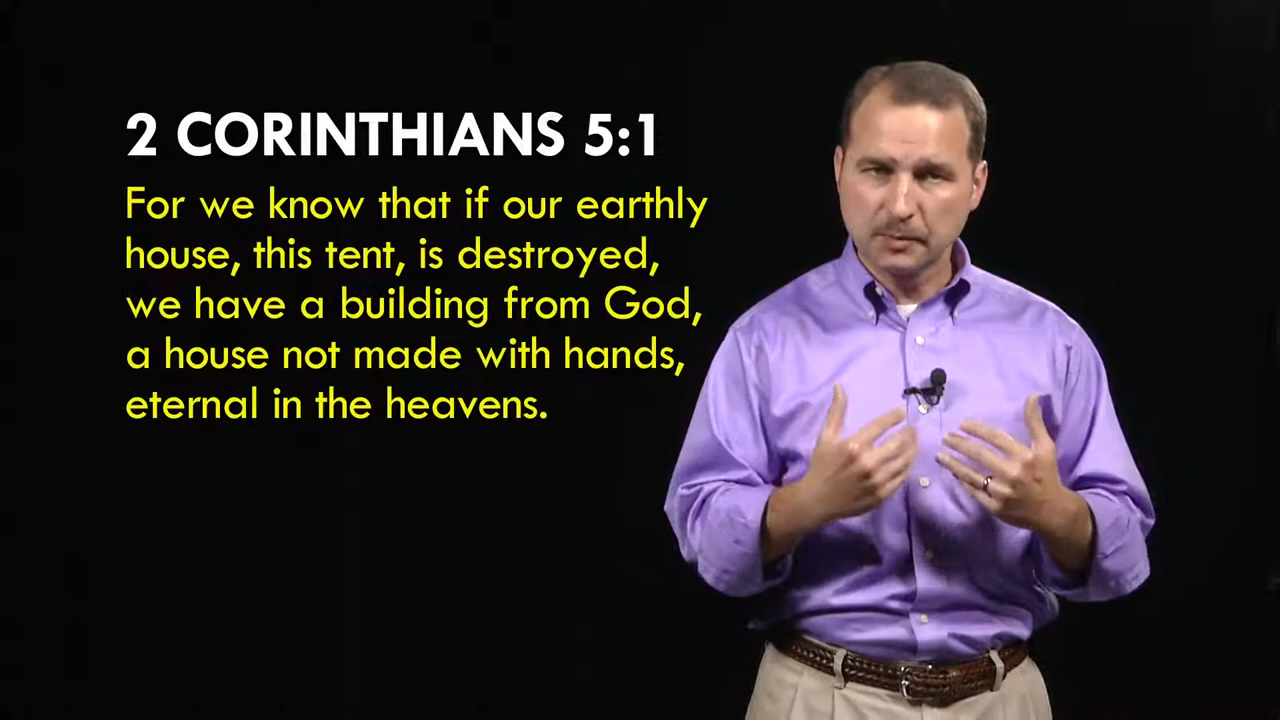 2 CORINTHIANS 5:1
For we know that if our earthly
house, this tent, is destroyed,
we have a building from God,
a house not made with hands,
eternal in the heavens.